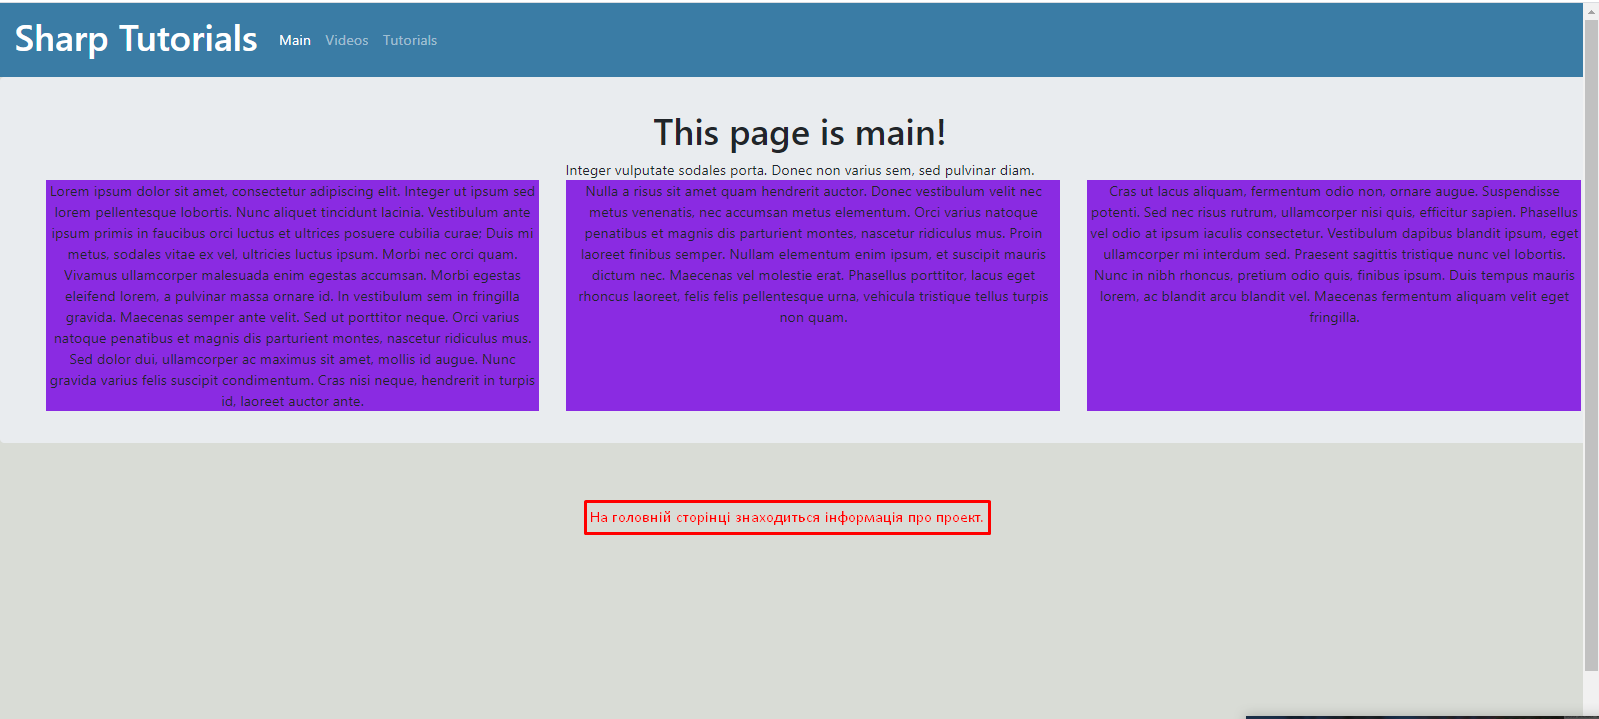 Sharp Tutorials Main Videos Tutorials
This page is main!
Integer vulputate sodales porta. Donec non varius sem, sed pulvinar diam.
Lorem ipsum dolor sit amet, consectetur adipiscing elit. Integer ut ipsum sed
lorem pellentesque lobortis. Nunc aliquet tincidunt lacinia. Vestibulum ante
ipsum primis in faucibus orci luctus et ultrices posuere cubilia curae; Duis mi
metus, sodales vitae ex vel, ultricies luctus ipsum. Morbi nec orci quam.
Vivamus ullamcorper malesuada enim egestas accumsan. Morbi egestas
eleifend lorem, a pulvinar massa ornare id. In vestibulum sem in fringilla
gravida. Maecenas semper ante velit. Sed ut porttitor neque. Orci varius
natoque penatibus et magnis dis parturient montes, nascetur ridiculus mus.
Sed dolor dui, ullamcorper ac maximus sit amet, mollis id augue. Nunc
gravida varius felis suscipit condimentum. Cras nisi neque, hendrerit in turpis
id, laoreet auctor ante.
Nulla a risus sit amet quam hendrerit auctor. Donec vestibulum velit nec
metus venenatis, nec accumsan metus elementum. Orci varius natoque
penatibus et magnis dis parturient montes, nascetur ridiculus mus. Proin
laoreet finibus semper. Nullam elementum enim ipsum, et suscipit mauris
dictum nec. Maecenas vel molestie erat. Phasellus porttitor, lacus eget
rhoncus laoreet, felis felis pellentesque urna, vehicula tristique tellus turpis
non quam.
Cras ut lacus aliquam, fermentum odio non, ornare augue. Suspendisse
potenti. Sed nec risus rutrum, ullamcorper nisi quis, efficitur sapien. Phasellus
vel odio at ipsum iaculis consectetur. Vestibulum dapibus blandit ipsum, eget
ullamcorper mi interdum sed. Praesent sagittis tristique nunc vel lobortis.
Nunc in nibh rhoncus, pretium odio quis, finibus ipsum. Duis tempus mauris
lorem, ac blandit arcu blandit vel. Maecenas fermentum aliquam velit eget
fringilla.
На головній сторінці знаходиться інформація про проект.